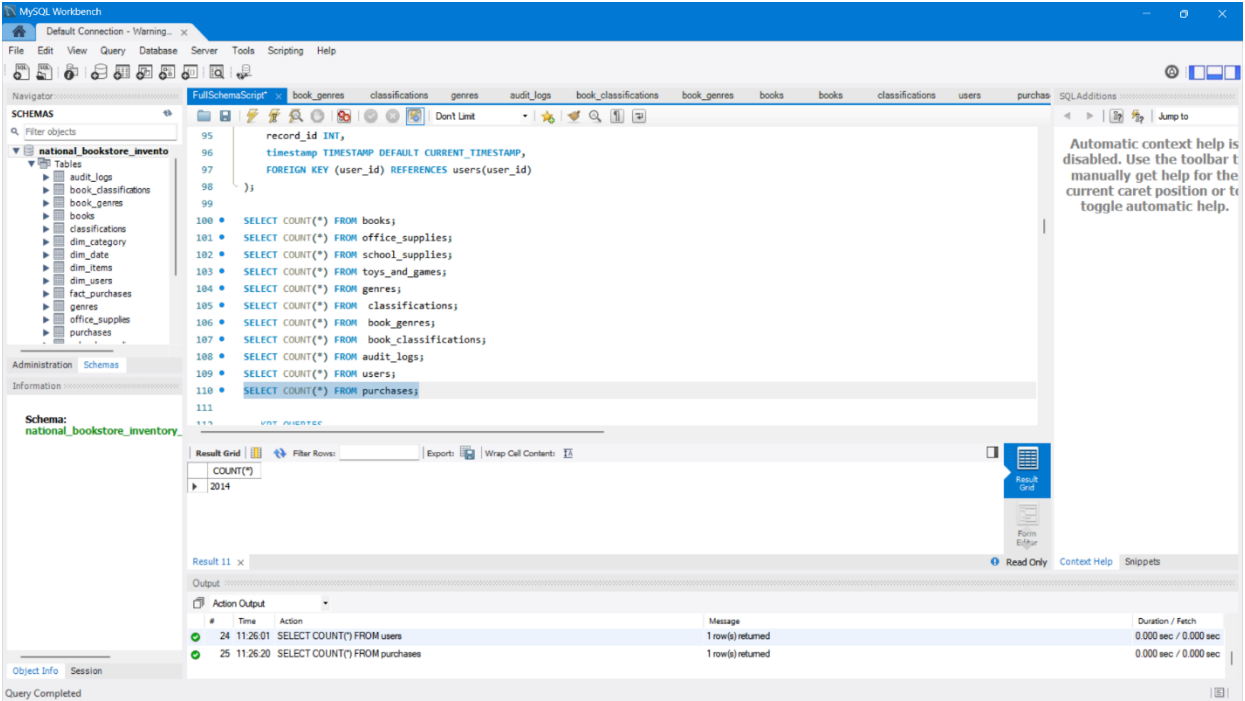 MySQL Workbench
Default Connection - Warning...
File Edit View Query Database Server Tools Scripting Help
Navigator
SCHEMAS
Filter objects
national_bookstore_invento
Tables
audit_logs
book_classifications
book_genres
books
classifications
dim_category
dim_date
dim_items
dim_users
fact_purchases
genres
office_supplies
purchases
Administration Schemas
Information
Schema:
national_bookstore_inventory_
Object Info Session
Query Completed
FullSchemaScript* book_genres classifications genres audit_logs book_classifications book_genres books books classifications users purchas
Don't Limit
95 record_id INT,
96 timestamp TIMESTAMP DEFAULT CURRENT_TIMESTAMP,
97 FOREIGN KEY (user_id) REFERENCES users(user_id)
98 );
99
100 SELECT COUNT(*) FROM books;
101 SELECT COUNT(*) FROM office_supplies;
102 SELECT COUNT(*) FROM school_supplies;
103 SELECT COUNT(*) FROM toys_and_games;
104 SELECT COUNT(*) FROM genres;
105 SELECT COUNT(*) FROM classifications;
106 SELECT COUNT(*) FROM book_genres;
107 SELECT COUNT(*) FROM book_classifications;
108 SELECT COUNT(*) FROM audit_logs;
109 SELECT COUNT(*) FROM users;
110 SELECT COUNT(*) FROM purchases;
111
Result Grid Filter Rows: Export: Wrap Cell Content:
COUNT(*)
2014
Result Grid
Form Editor
Result 11
Read Only
Output
Action Output
# Time Action Message Duration / Fetch
24 11:26:01 SELECT COUNT(*) FROM users 1 row(s) returned 0.000 sec / 0.000 sec
25 11:26:20 SELECT COUNT(*) FROM purchases 1 row(s) returned 0.000 sec / 0.000 sec
SQLAdditions
Jump to
Automatic context help is
disabled. Use the toolbar t
manually get help for the
current caret position or to
toggle automatic help.
Context Help Snippets